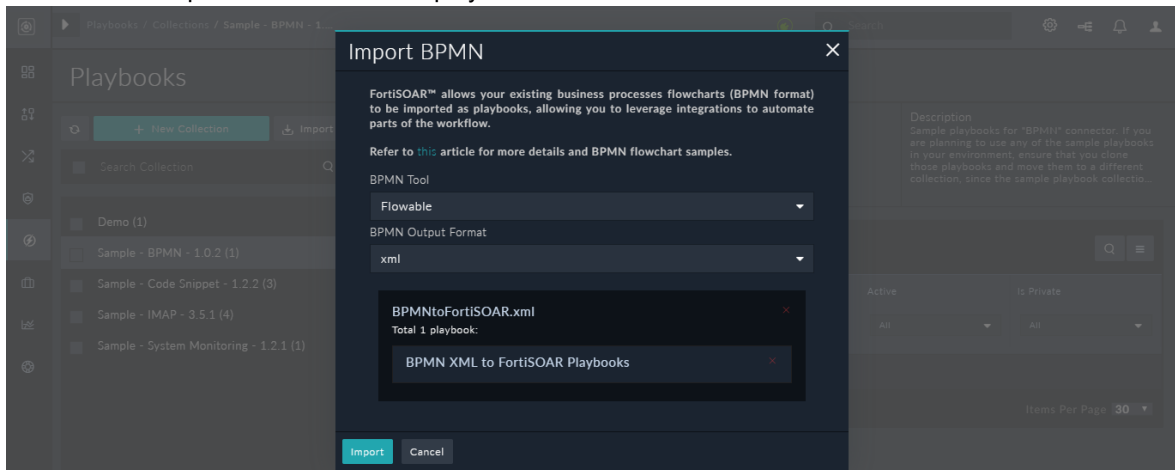 Playbooks / Collections / Sample - BPMN - 1....
Search
Playbooks
+ New Collection
Import
Search Collection
Demo (1)
Sample - BPMN - 1.0.2 (1)
Sample - Code Snippet - 1.2.2 (3)
Sample - IMAP - 3.5.1 (4)
Sample - System Monitoring - 1.2.1 (1)
Import BPMN
FortiSOAR™ allows your existing business processes flowcharts (BPMN format)
to be imported as playbooks, allowing you to leverage integrations to automate
parts of the workflow.
Refer to this article for more details and BPMN flowchart samples.
BPMN Tool
Flowable
BPMN Output Format
xml
BPMNtoFortiSOAR.xml
Total 1 playbook:
BPMN XML to FortiSOAR Playbooks
Import
Cancel
Description
Sample playbooks for "BPMN" connector. If you
are planning to use any of the sample playbooks
in your environment, ensure that you clone
those playbooks and move them to a different
collection, since the sample playbook collectio...
Active
Is Private
All
All
Items Per Page 30